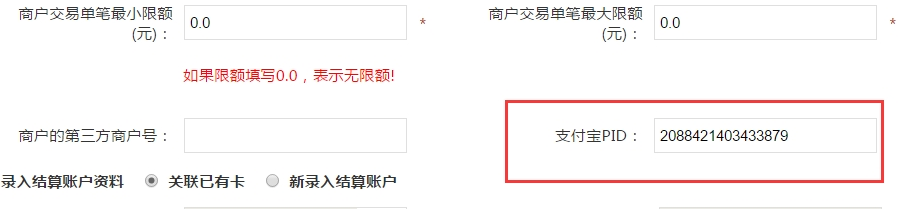 商户交易单笔最小限额
(元)：
0.0
*
商户交易单笔最大限额
(元)：
0.0
*
如果限额填写0.0，表示无限额!
商户的第三方商户号：
支付宝PID：
2088421403433879
录入结算账户资料
关联已有卡
新录入结算账户